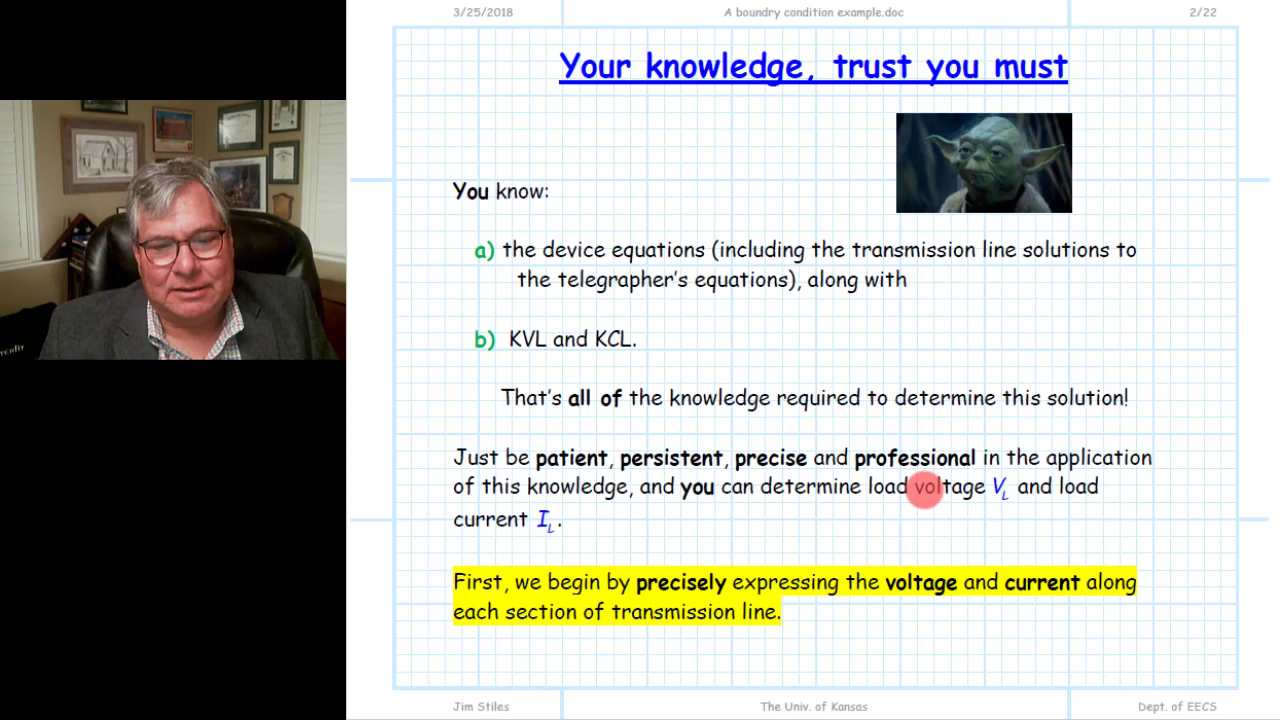 3/25/2018 A boundry condition example.doc 2/22
Your knowledge, trust you must
You know:
a) the device equations (including the transmission line solutions to
the telegrapher's equations), along with
b) KVL and KCL.
That's all of the knowledge required to determine this solution!
Just be patient, persistent, precise and professional in the application
of this knowledge, and you can determine load voltage V_L and load
current I_L.
First, we begin by precisely expressing the voltage and current along
each section of transmission line.
Jim Stiles The Univ. of Kansas Dept. of EECS